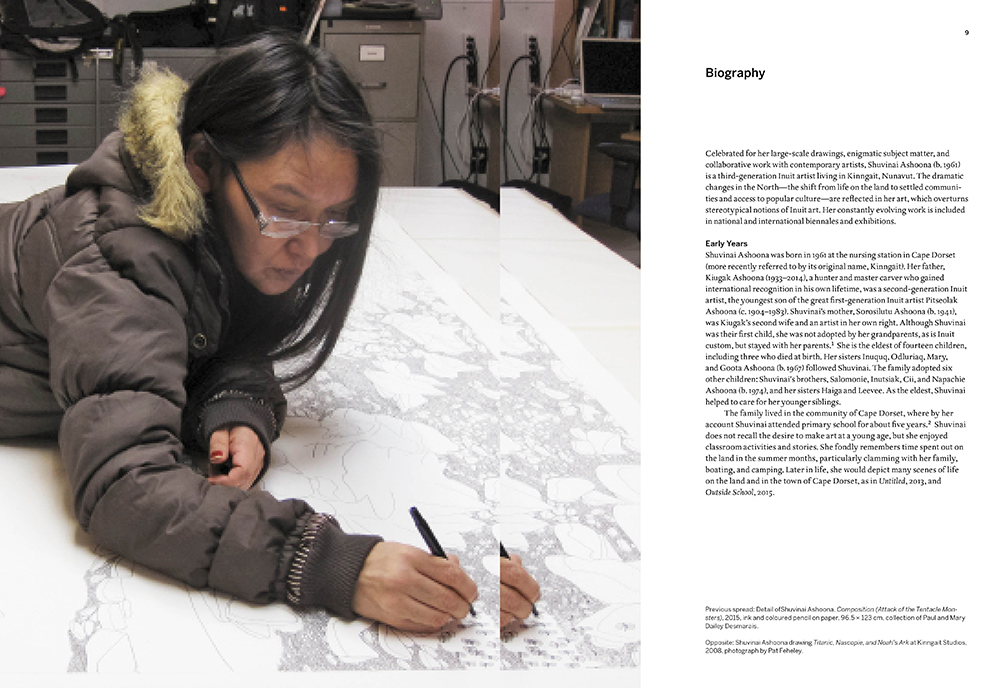 9
Biography
Celebrated for her large-scale drawings, enigmatic subject matter, and
collaborative work with contemporary artists, Shuvinai Ashoona (b. 1961)
is a third-generation Inuit artist living in Kinngait, Nunavut. The dramatic
changes in the North—the shift from life on the land to settled communi-
ties and access to popular culture—are reflected in her art, which overturns
stereotypical notions of Inuit art. Her constantly evolving work is included
in national and international biennales and exhibitions.
Early Years
Shuvinai Ashoona was born in 1961 at the nursing station in Cape Dorset
(more recently referred to by its original name, Kinngait). Her father,
Kiugak Ashoona (1933–2014), a hunter and master carver who gained
international recognition in his own lifetime, was a second-generation Inuit
artist, the youngest son of the great first-generation Inuit artist Pitseolak
Ashoona (c. 1904–1983). Shuvinai's mother, Sorosilutu Ashoona (b. 1941),
was Kiugak's second wife and an artist in her own right. Although Shuvinai
was their first child, she was not adopted by her grandparents, as is Inuit
custom, but stayed with her parents.¹ She is the eldest of fourteen children,
including three who died at birth. Her sisters Inuquq, Odluriaq, Mary,
and Goota Ashoona (b. 1967) followed Shuvinai. The family adopted six
other children: Shuvinai's brothers, Salomonie, Inutsiak, Cii, and Napachie
Ashoona (b. 1974), and her sisters Haiga and Leevee. As the eldest, Shuvinai
helped to care for her younger siblings.
The family lived in the community of Cape Dorset, where by her
account Shuvinai attended primary school for about five years.² Shuvinai
does not recall the desire to make art at a young age, but she enjoyed
classroom activities and stories. She fondly remembers time spent out on
the land in the summer months, particularly clamming with her family,
boating, and camping. Later in life, she would depict many scenes of life
on the land and in the town of Cape Dorset, as in Untitled, 2013, and
Outside School, 2015.
Previous spread: Detail of Shuvinai Ashoona, Composition (Attack of the Tentacle Mon-
sters), 2015, ink and coloured pencil on paper, 96.5 × 123 cm, collection of Paul and Mary
Dailey Desmarais.
Opposite: Shuvinai Ashoona drawing Titanic, Nascopie, and Noah's Ark at Kinngait Studios,
2008, photograph by Pat Feheley.